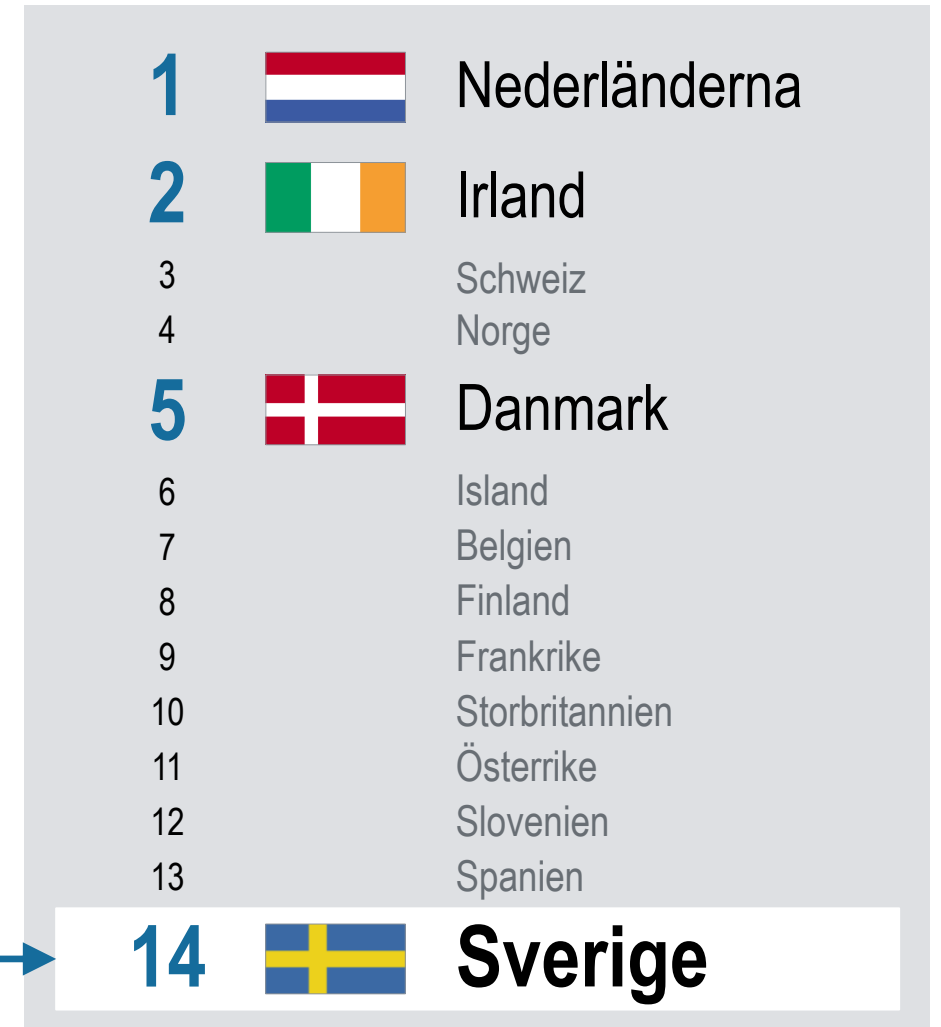 1 Nederländerna
2 Irland
3 Schweiz
4 Norge
5 Danmark
6 Island
7 Belgien
8 Finland
9 Frankrike
10 Storbritannien
11 Österrike
12 Slovenien
13 Spanien
14 Sverige